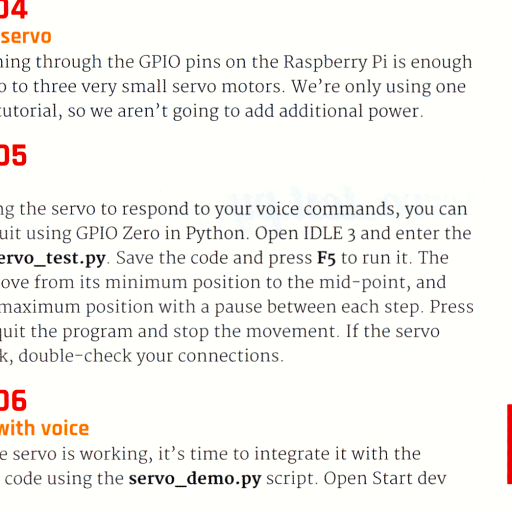 04
servo
ning through the GPIO pins on the Raspberry Pi is enough
o to three very small servo motors. We’re only using one
tutorial, so we aren’t going to add additional power.
05
ng the servo to respond to your voice commands, you can
uit using GPIO Zero in Python. Open IDLE 3 and enter the
ervo_test.py. Save the code and press F5 to run it. The
ove from its minimum position to the mid-point, and
maximum position with a pause between each step. Press
quit the program and stop the movement. If the servo
k, double-check your connections.
06
with voice
e servo is working, it’s time to integrate it with the
code using the servo_demo.py script. Open Start dev